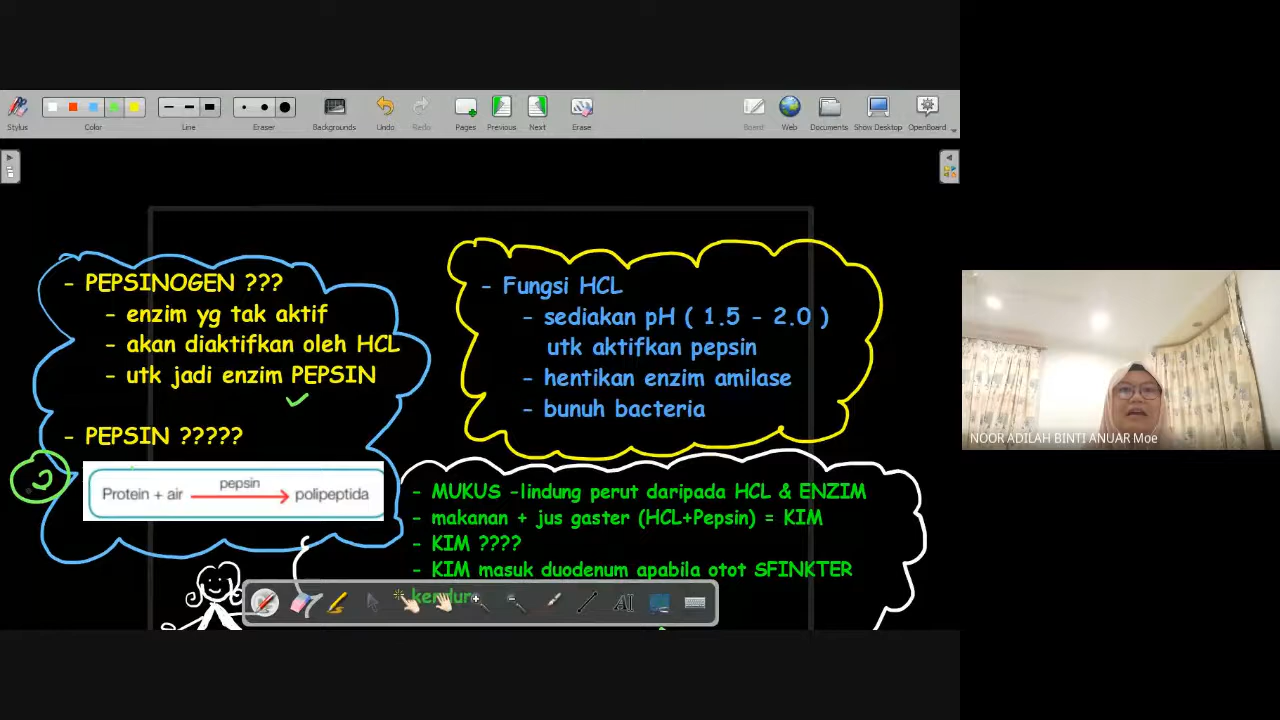 Stylus
Color
Line
Eraser
Backgrounds
Undo
Redo
Pages
Previous
Next
Erase
Board
Web
Documents
Show Desktop
OpenBoard
- PEPSINOGEN ???
- enzim yg tak aktif
- akan diaktifkan oleh HCL
- utk jadi enzim PEPSIN
- PEPSIN ?????
Protein + air pepsin polipeptida
- Fungsi HCL
- sediakan pH ( 1.5 - 2.0 )
utk aktifkan pepsin
- hentikan enzim amilase
- bunuh bacteria
- MUKUS -lindung perut daripada HCL & ENZIM
- makanan + jus gaster (HCL+Pepsin) = KIM
- KIM ????
- KIM masuk duodenum apabila otot SFINKTER
kendur
AI
NOOR ADILAH BINTI ANUAR Moe